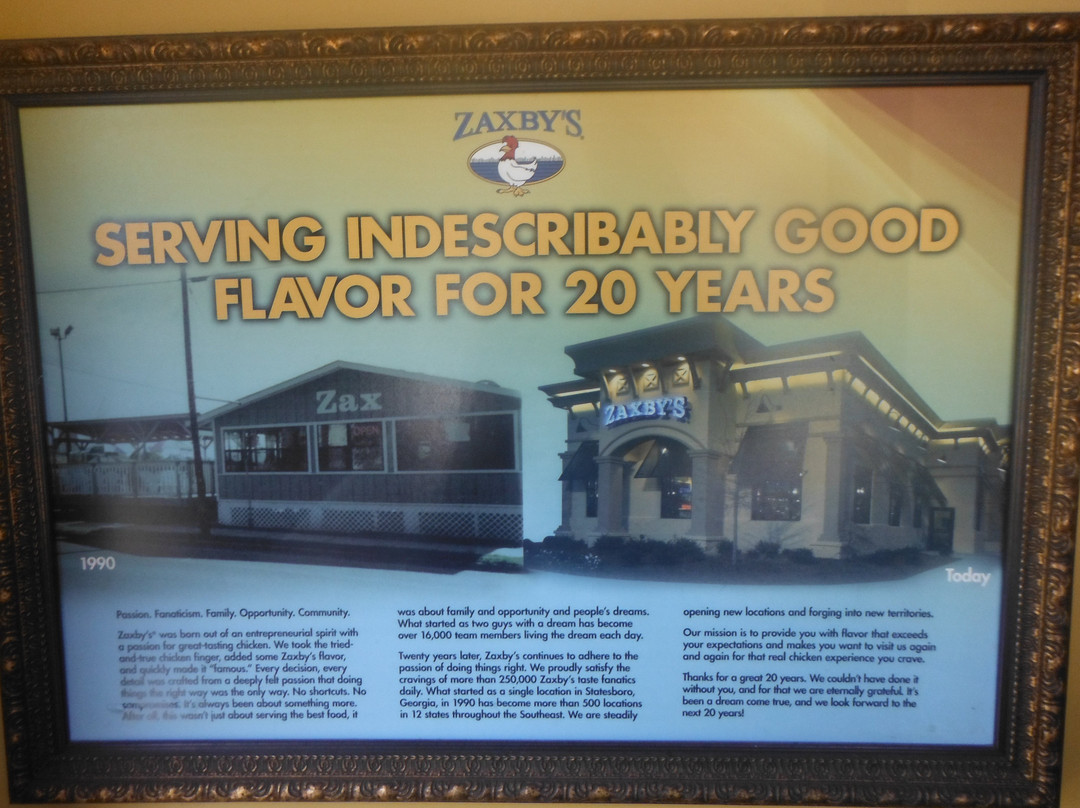 ZAXBY'S
SERVING INDESCRIBABLY GOOD
FLAVOR FOR 20 YEARS
Zax
OPEN
ZAXBY'S
1990
Today
Passion. Fanaticism. Family. Opportunity. Community.
Zaxby's® was born out of an entrepreneurial spirit with
a passion for great-tasting chicken. We took the tried-
and-true chicken finger, added some Zaxby's flavor,
and quickly made it "famous." Every decision, every
detail was crafted from a deeply felt passion that doing
things the right way was the only way. No shortcuts. No
compromises. It's always been about something more.
After all, this wasn't just about serving the best food, it
was about family and opportunity and people's dreams.
What started as two guys with a dream has become
over 16,000 team members living the dream each day.
Twenty years later, Zaxby's continues to adhere to the
passion of doing things right. We proudly satisfy the
cravings of more than 250,000 Zaxby's taste fanatics
daily. What started as a single location in Statesboro,
Georgia, in 1990 has become more than 500 locations
in 12 states throughout the Southeast. We are steadily
opening new locations and forging into new territories.
Our mission is to provide you with flavor that exceeds
your expectations and makes you want to visit us again
and again for that real chicken experience you crave.
Thanks for a great 20 years. We couldn't have done it
without you, and for that we are eternally grateful. It's
been a dream come true, and we look forward to the
next 20 years!